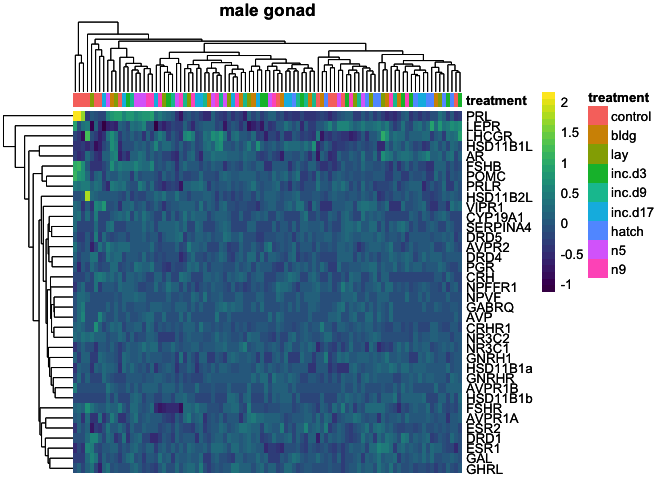 male gonad
treatment
PRL
LEPR
LHCGR
HSD11B1L
AR
FSHB
POMC
PRLR
HSD11B2L
VIPR1
CYP19A1
SERPINA4
DRD5
AVPR2
DRD4
PGR
CRH
NPFFR1
NPVF
GABRQ
AVP
CRHR1
NR3C2
NR3C1
GNRH1
HSD11B1a
GNRHR
AVPR1B
HSD11B1b
FSHR
AVPR1A
ESR2
DRD1
ESR1
GAL
GHRL
2
1.5
1
0.5
0
-0.5
-1
treatment
control
bldg
lay
inc.d3
inc.d9
inc.d17
hatch
n5
n9